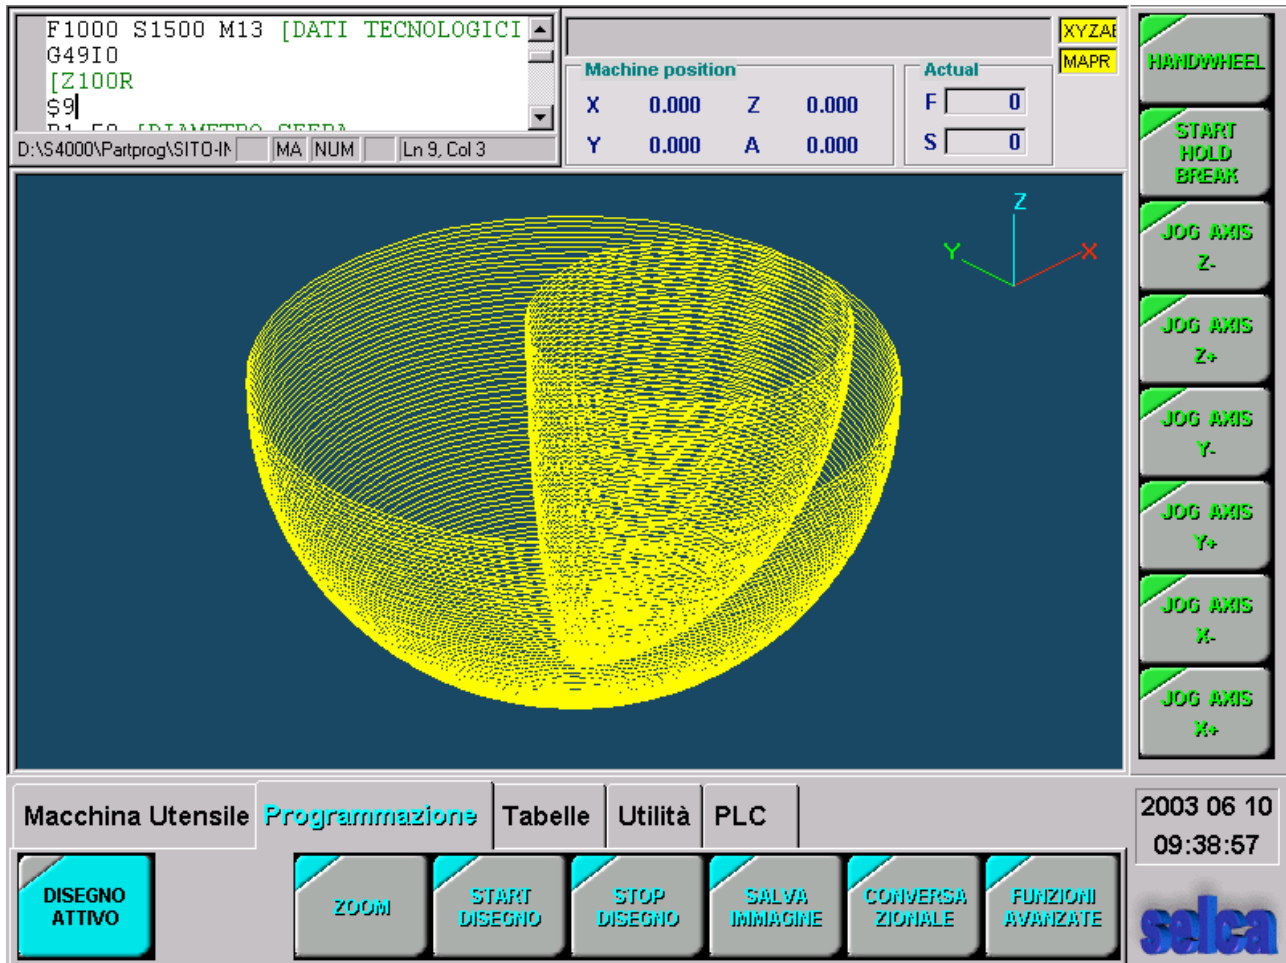 F1000 S1500 M13 [DATI TECNOLOGICI
G49I0
[Z100R
$9
D:\S4000\Partprog\SITO-IN
MA
NUM
Ln 9, Col 3
XYZAB
MAPR
Machine position
X 0.000 Z 0.000
Y 0.000 A 0.000
Actual
F 0
S 0
HANDWHEEL
START
HOLD
BREAK
JOG AXIS
Z-
JOG AXIS
Z+
JOG AXIS
Y-
JOG AXIS
Y+
JOG AXIS
X-
JOG AXIS
X+
Z
Y
X
Macchina Utensile
Programmazione
Tabelle
Utilità
PLC
2003 06 10
09:38:57
DISEGNO
ATTIVO
ZOOM
START
DISEGNO
STOP
DISEGNO
SALVA
IMMAGINE
CONVERSA
ZIONALE
FUNZIONI
AVANZATE
selca